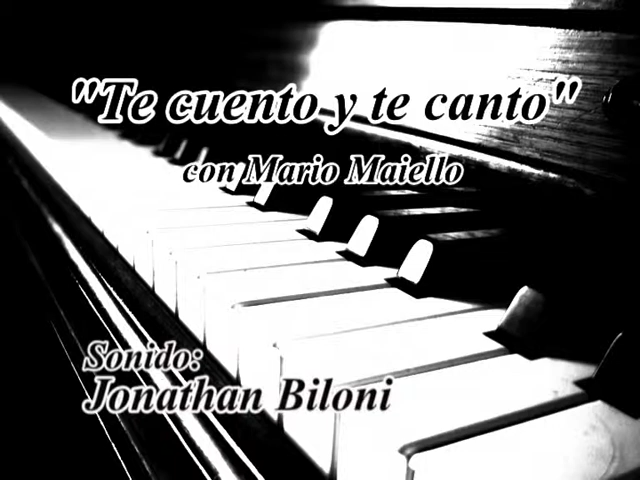 "Te cuento y te canto"
con Mario Maiello
Sonido:
Jonathan Biloni